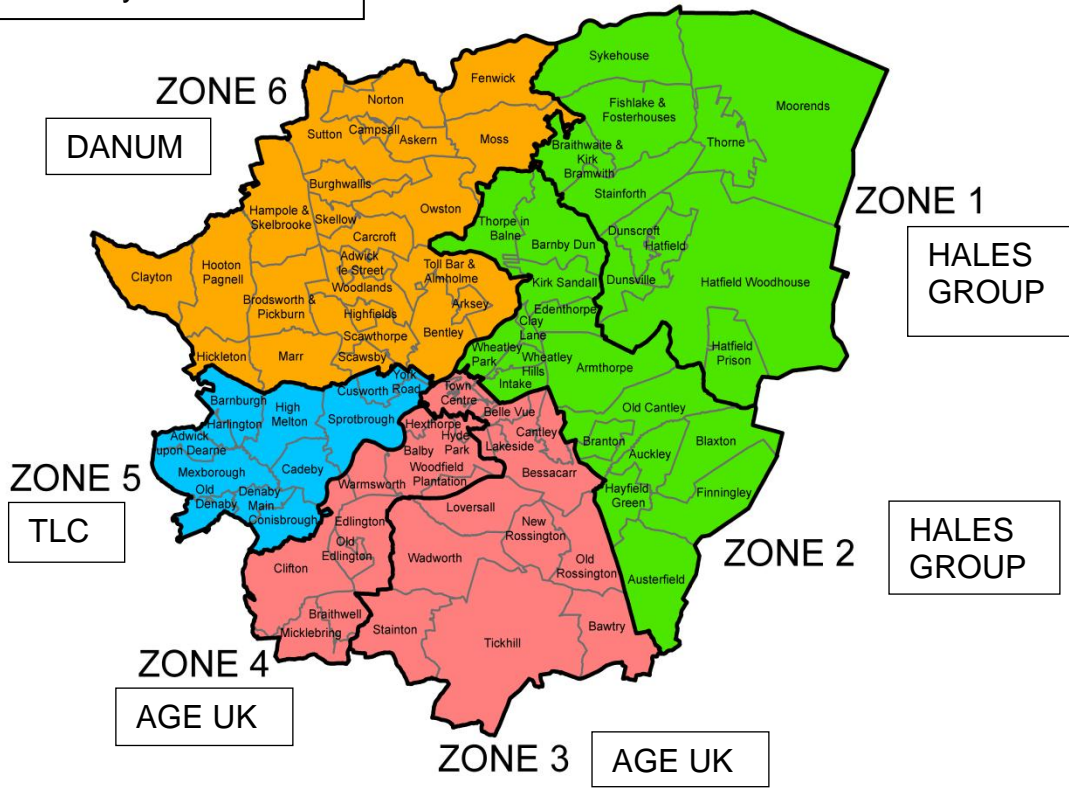 Sykehouse
Fenwick
ZONE 6
Norton
Moorends
Fishlake &
Fosterhouses
Sutton
Campsall
Askern
Moss
Thorne
DANUM
Braithwaite &
Kirk
Bramwith
Burghwallis
Stainforth
ZONE 1
Hampole &
Skelbrooke
Skellow
Owston
Thorpe in
Balne
Dunscroft
Hatfield
Carcroft
Barnby Dun
HALES
GROUP
Clayton
Hooton
Pagnell
Adwick
le Street
Woodlands
Toll Bar &
Almholme
Kirk Sandall
Dunsville
Hatfield Woodhouse
Brodsworth &
Pickburn
Highfields
Arksey
Edenthorpe
Clay
Lane
Scawthorpe
Bentley
Hickleton
Marr
Scawsby
Wheatley
Park
Wheatley
Hills
Intake
Armthorpe
Hatfield
Prison
Cusworth
York
Road
Town
Centre
Barnburgh
Harlington
High
Melton
Sprotbrough
Belle Vue
Old Cantley
Hexthorpe
Hyde
Park
Cantley
Lakeside
Adwick
upon Dearne
Balby
Branton
Auckley
Blaxton
Mexborough
Cadeby
Woodfield
Plantation
Bessacarr
ZONE 5
Old
Denaby
Denaby
Main
Conisbrough
Warmsworth
Hayfield
Green
Finningley
TLC
Loversall
Edlington
New
Rossington
HALES
GROUP
Old
Edlington
Wadworth
ZONE 2
Clifton
Old
Rossington
Austerfield
Braithwell
Micklebring
Stainton
Tickhill
Bawtry
ZONE 4
AGE UK
ZONE 3
AGE UK